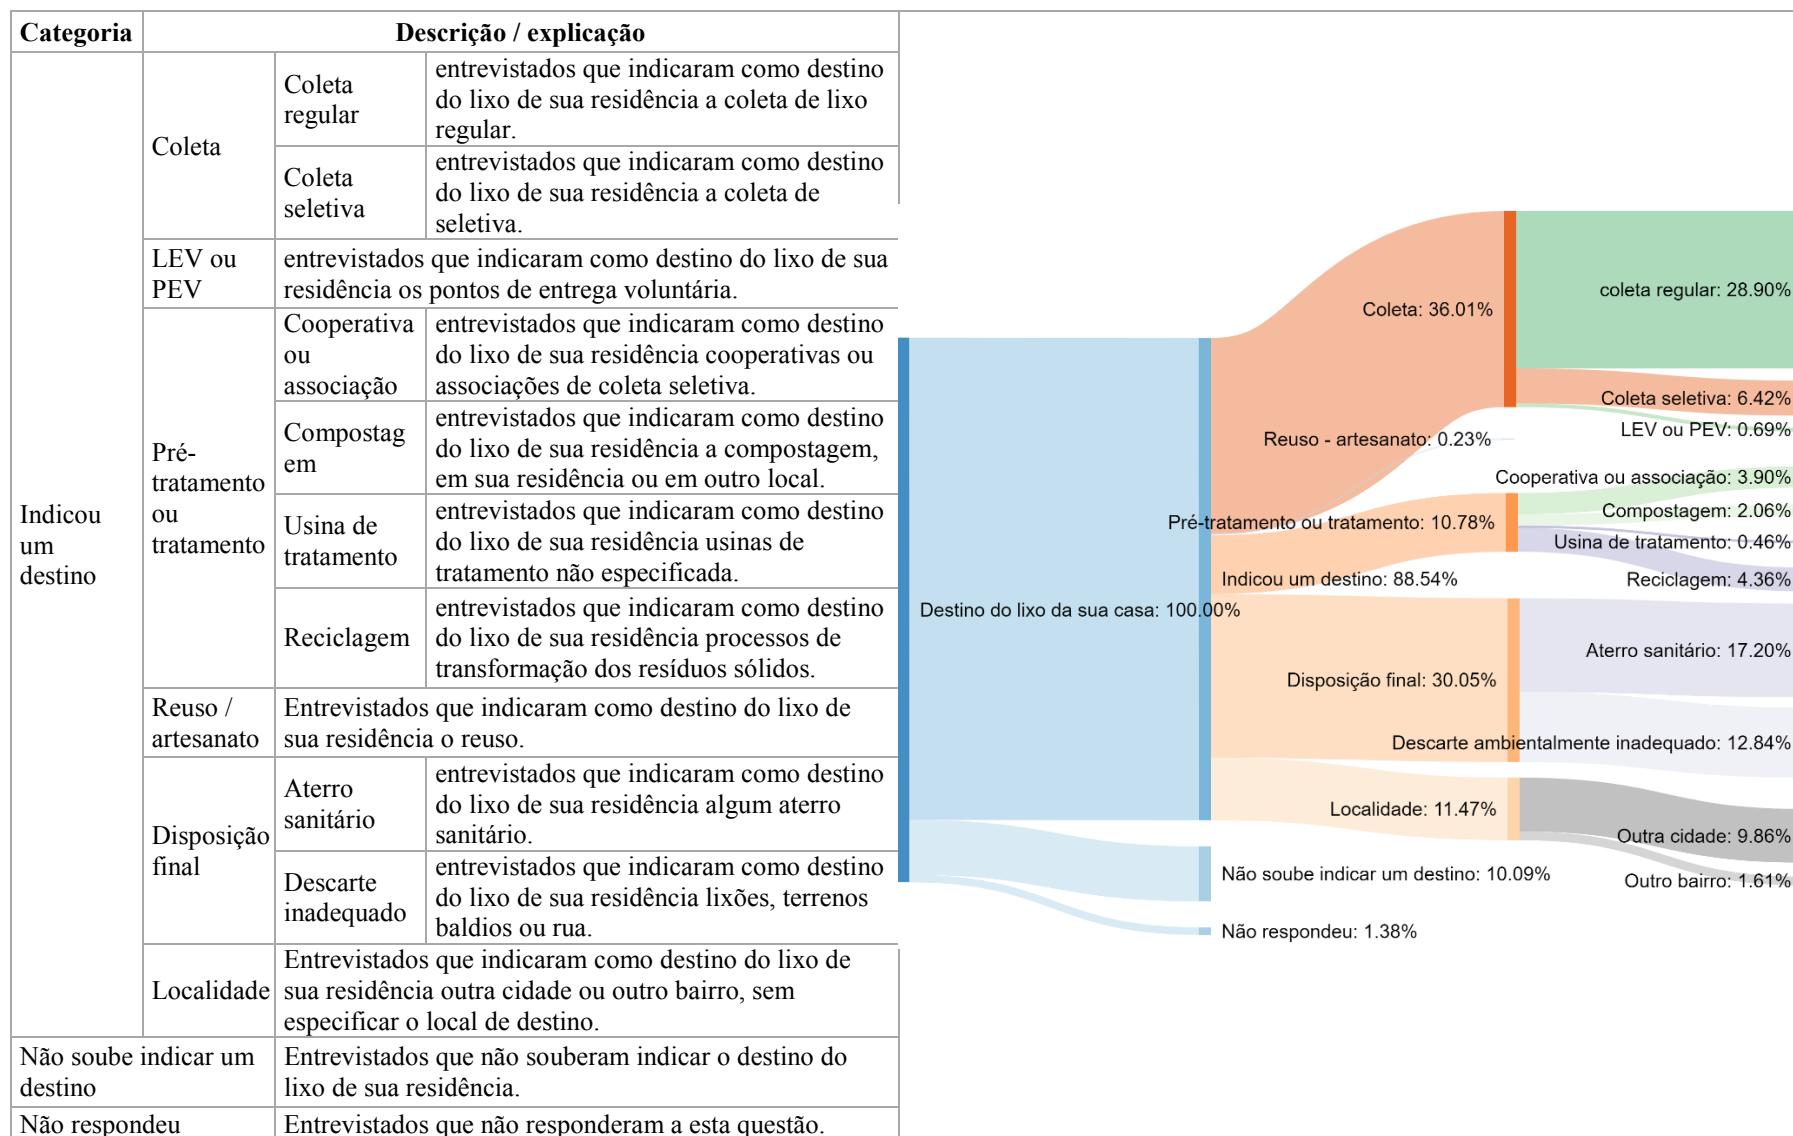 Categoria
Descrição / explicação
Indicou
um
destino
Coleta
Coleta
regular
entrevistados que indicaram como destino
do lixo de sua residência a coleta de lixo
regular.
Coleta
seletiva
entrevistados que indicaram como destino
do lixo de sua residência a coleta de
seletiva.
LEV ou
PEV
entrevistados que indicaram como destino do lixo de sua
residência os pontos de entrega voluntária.
Pré-
tratamento
ou
tratamento
Cooperativa
ou
associação
entrevistados que indicaram como destino
do lixo de sua residência cooperativas ou
associações de coleta seletiva.
Compostag
em
entrevistados que indicaram como destino
do lixo de sua residência a compostagem,
em sua residência ou em outro local.
Usina de
tratamento
entrevistados que indicaram como destino
do lixo de sua residência usinas de
tratamento não especificada.
Reciclagem
entrevistados que indicaram como destino
do lixo de sua residência processos de
transformação dos resíduos sólidos.
Reuso /
artesanato
Entrevistados que indicaram como destino do lixo de
sua residência o reuso.
Disposição
final
Aterro
sanitário
entrevistados que indicaram como destino
do lixo de sua residência algum aterro
sanitário.
Descarte
inadequado
entrevistados que indicaram como destino
do lixo de sua residência lixões, terrenos
baldios ou rua.
Localidade
Entrevistados que indicaram como destino do lixo de
sua residência outra cidade ou outro bairro, sem
especificar o local de destino.
Não soube indicar um
destino
Entrevistados que não souberam indicar o destino do
lixo de sua residência.
Não respondeu
Entrevistados que não responderam a esta questão.
Destino do lixo da sua casa: 100.00%
Indicou um destino: 88.54%
Não soube indicar um destino: 10.09%
Não respondeu: 1.38%
Coleta: 36.01%
Reuso - artesanato: 0.23%
Pré-tratamento ou tratamento: 10.78%
Disposição final: 30.05%
Localidade: 11.47%
coleta regular: 28.90%
Coleta seletiva: 6.42%
LEV ou PEV: 0.69%
Cooperativa ou associação: 3.90%
Compostagem: 2.06%
Usina de tratamento: 0.46%
Reciclagem: 4.36%
Aterro sanitário: 17.20%
Descarte ambientalmente inadequado: 12.84%
Outra cidade: 9.86%
Outro bairro: 1.61%